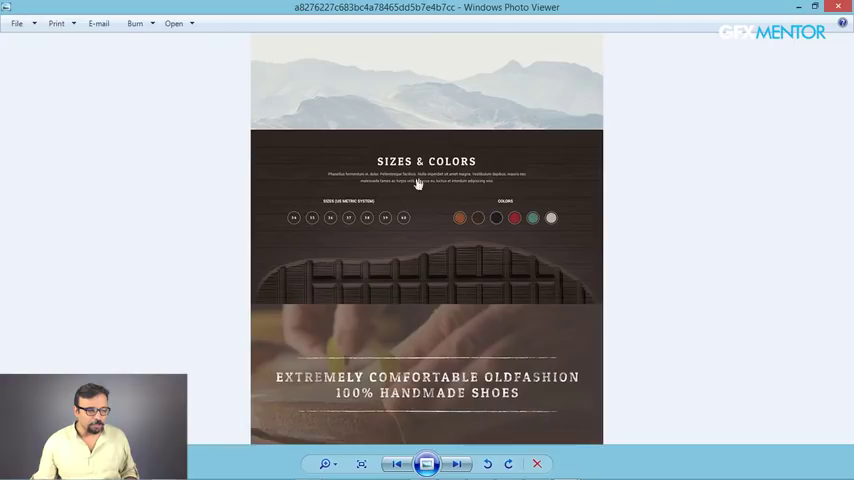 a8276227c683bc4a78465dd5b7e4b7cc - Windows Photo Viewer
File Print E-mail Burn Open
GFXMENTOR
SIZES & COLORS
SIZES (US METRIC SYSTEM) COLORS
34 35 36 37 38 39 40
EXTREMELY COMFORTABLE OLDFASHION
100% HANDMADE SHOES